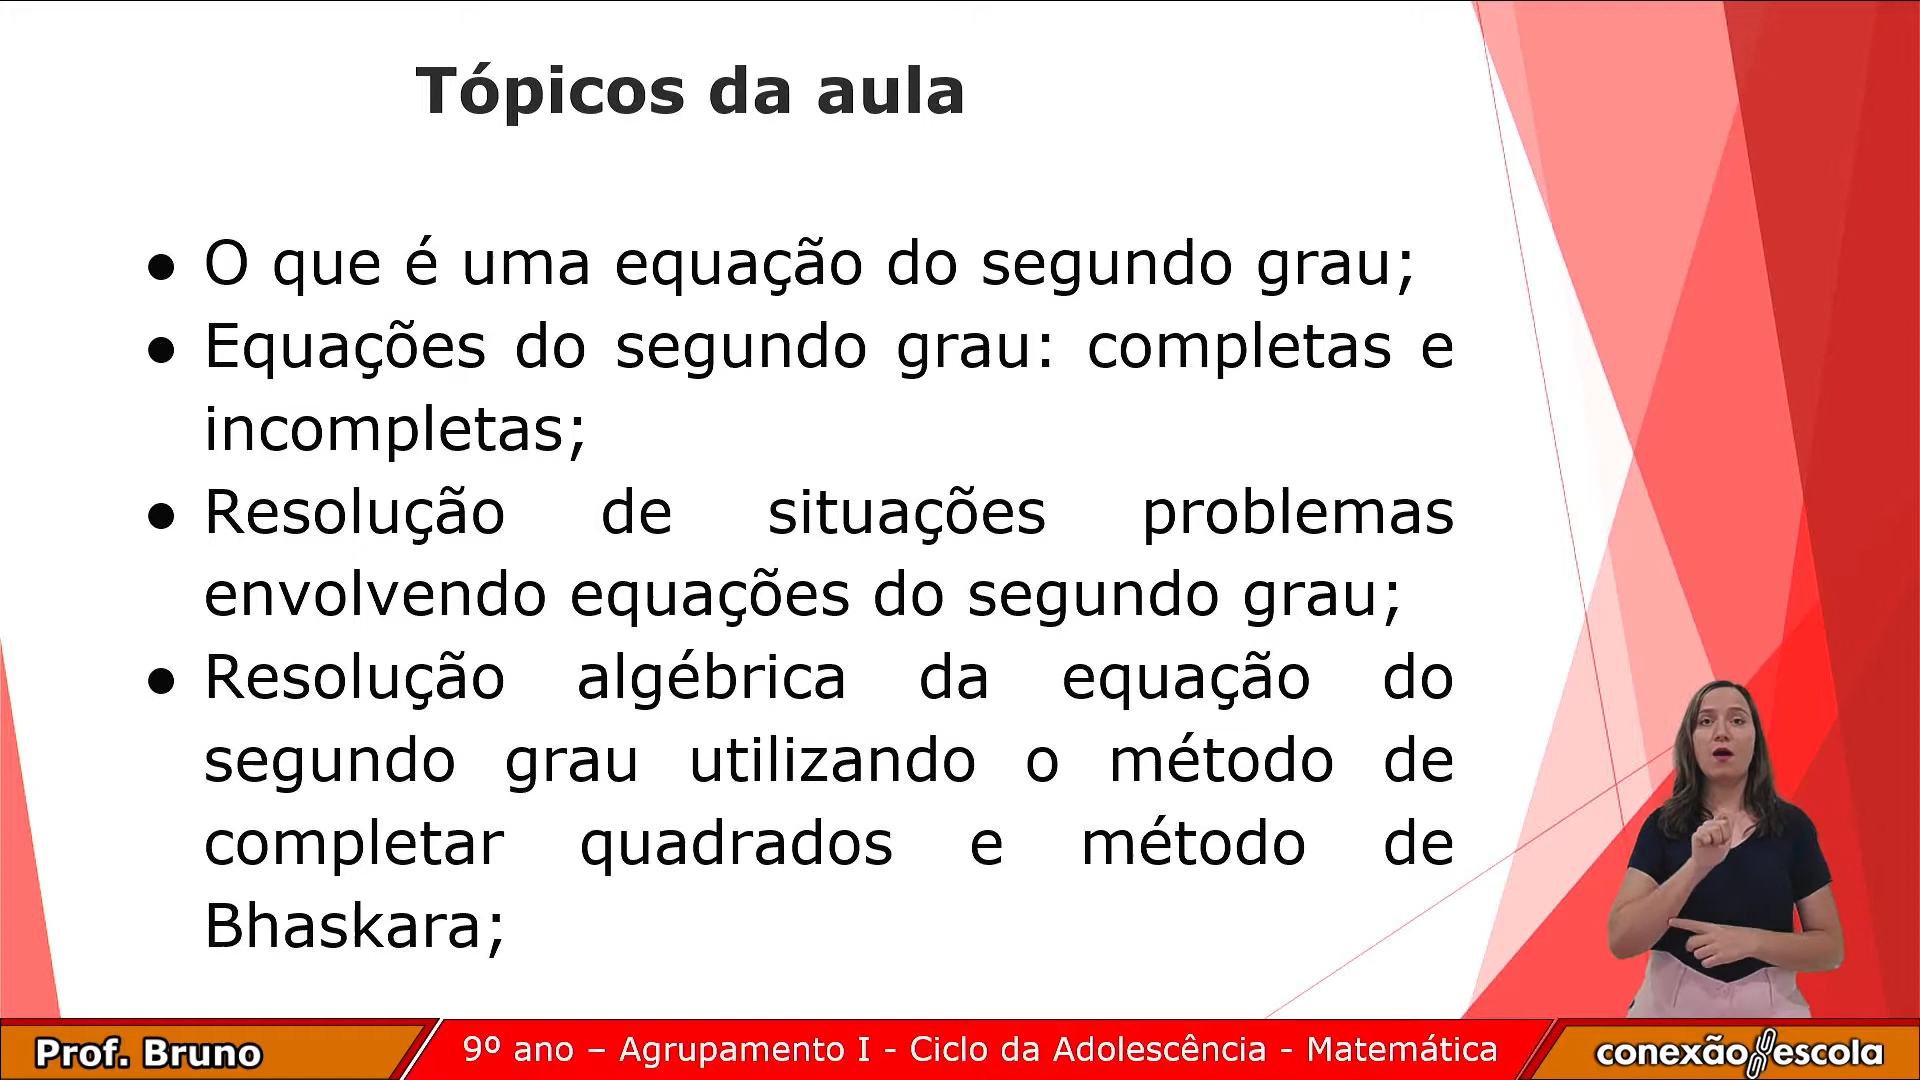 Tópicos da aula
● O que é uma equação do segundo grau;
● Equações do segundo grau: completas e
incompletas;
● Resolução de situações problemas
envolvendo equações do segundo grau;
● Resolução algébrica da equação do
segundo grau utilizando o método de
completar quadrados e método de
Bhaskara;
Prof. Bruno
9º ano – Agrupamento I - Ciclo da Adolescência - Matemática
conexão escola